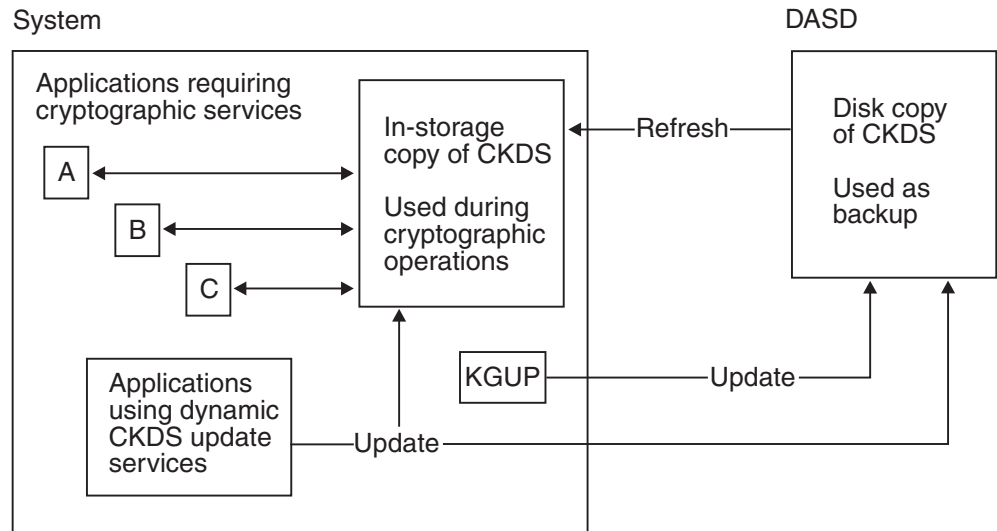 System
DASD
Applications requiring
cryptographic services
In-storage
copy of CKDS
Used during
cryptographic
operations
Refresh
Disk copy
of CKDS
Used as
backup
A
B
C
KGUP
Update
Applications
using dynamic
CKDS update
services
Update